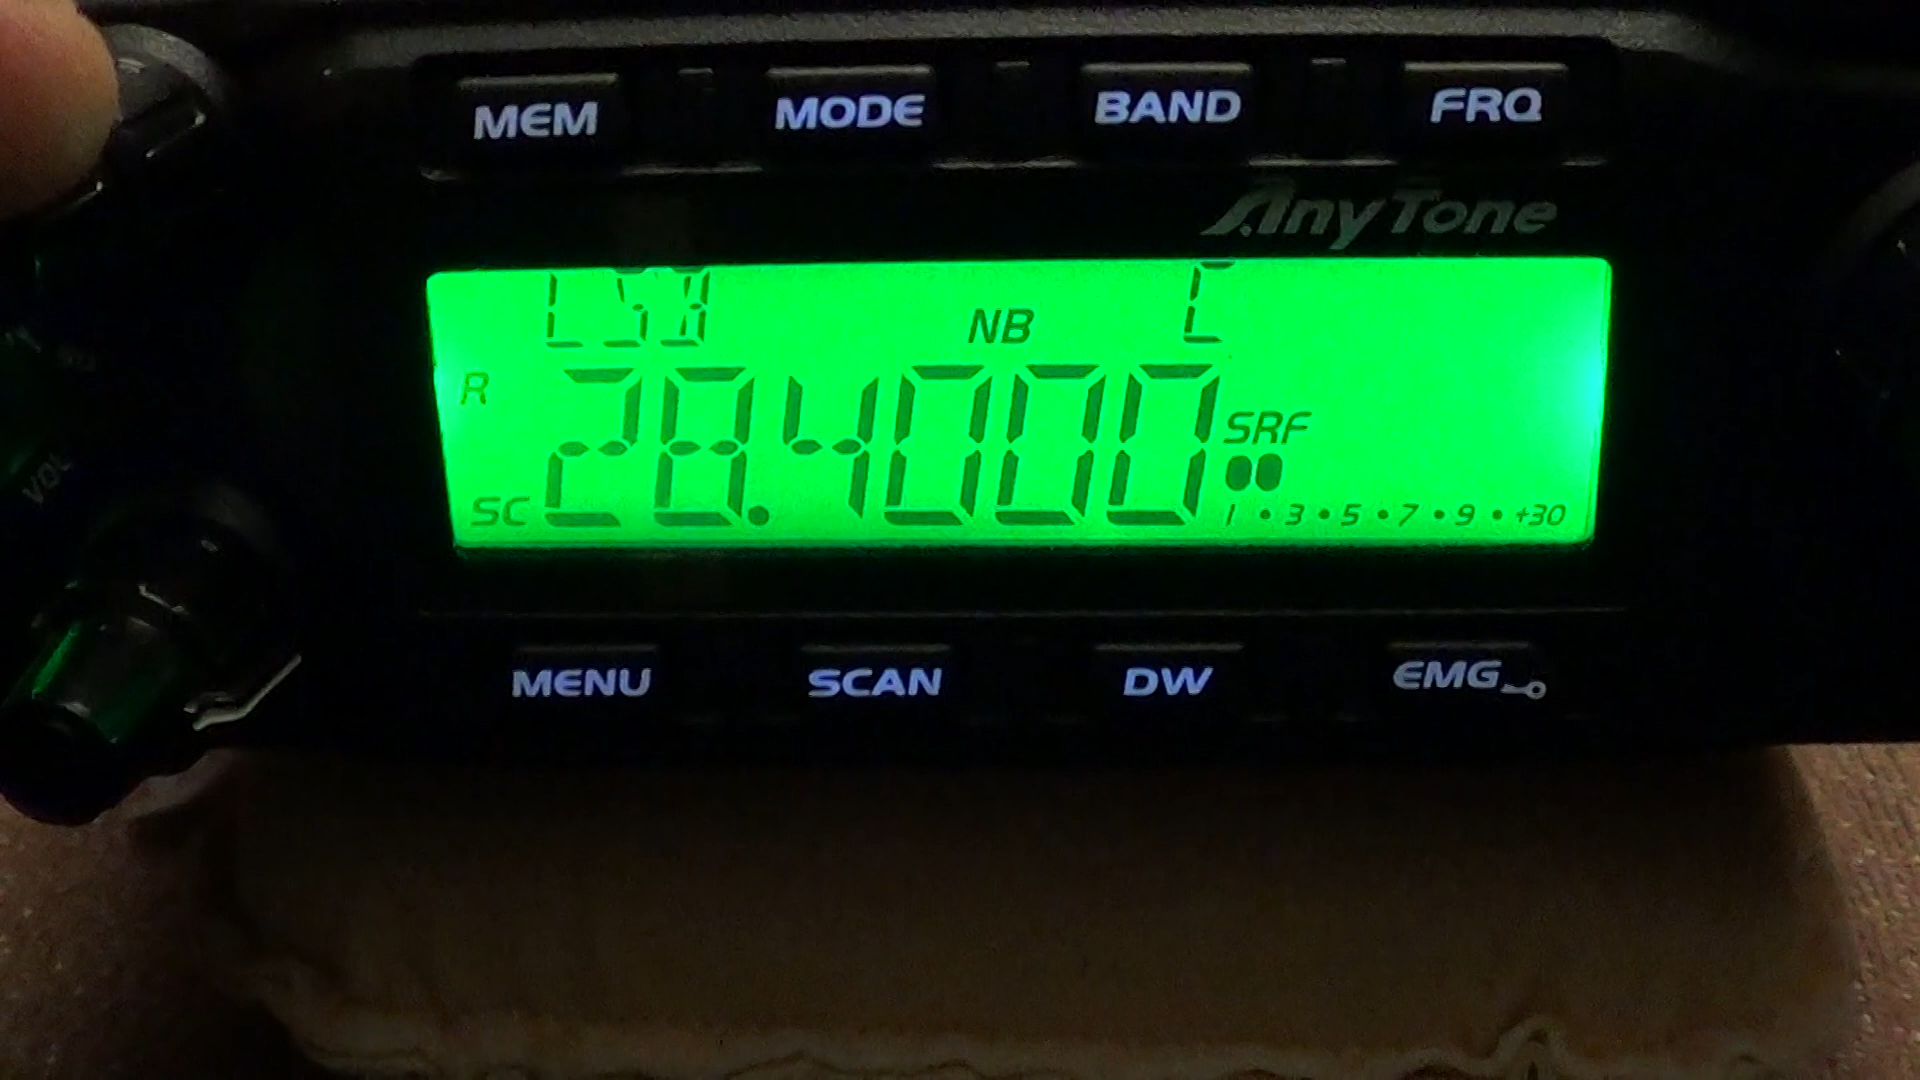 MEM MODE BAND FRQ
AnyTone
LSB NB C
R 28.4000 SRF
SC 1 • 3 • 5 • 7 • 9 • +30
VOL
MENU SCAN DW EMG